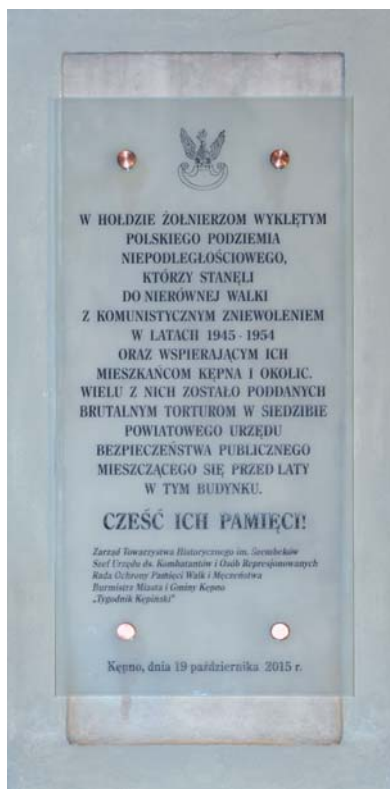 W HOŁDZIE ŻOŁNIERZOM WYKLĘTYM
POLSKIEGO PODZIEMIA
NIEPODLEGŁOŚCIOWEGO,
KTÓRZY STANĘLI
DO NIERÓWNEJ WALKI
Z KOMUNISTYCZNYM ZNIEWOLENIEM
W LATACH 1945 - 1954
ORAZ WSPIERAJĄCYM ICH
MIESZKAŃCOM KĘPNA I OKOLIC.
WIELU Z NICH ZOSTAŁO PODDANYCH
BRUTALNYM TORTUROM W SIEDZIBIE
POWIATOWEGO URZĘDU
BEZPIECZEŃSTWA PUBLICZNEGO
MIESZCZĄCEGO SIĘ PRZED LATY
W TYM BUDYNKU.
CZEŚĆ ICH PAMIĘCI!
Zarząd Towarzystwa Historycznego im. Szembeków
Szef Urzędu ds. Kombatantów i Osób Represjonowanych
Rada Ochrony Pamięci Walk i Męczeństwa
Burmistrz Miasta i Gminy Kępno
„Tygodnik Kępiński"
Kępno, dnia 19 października 2015 r.